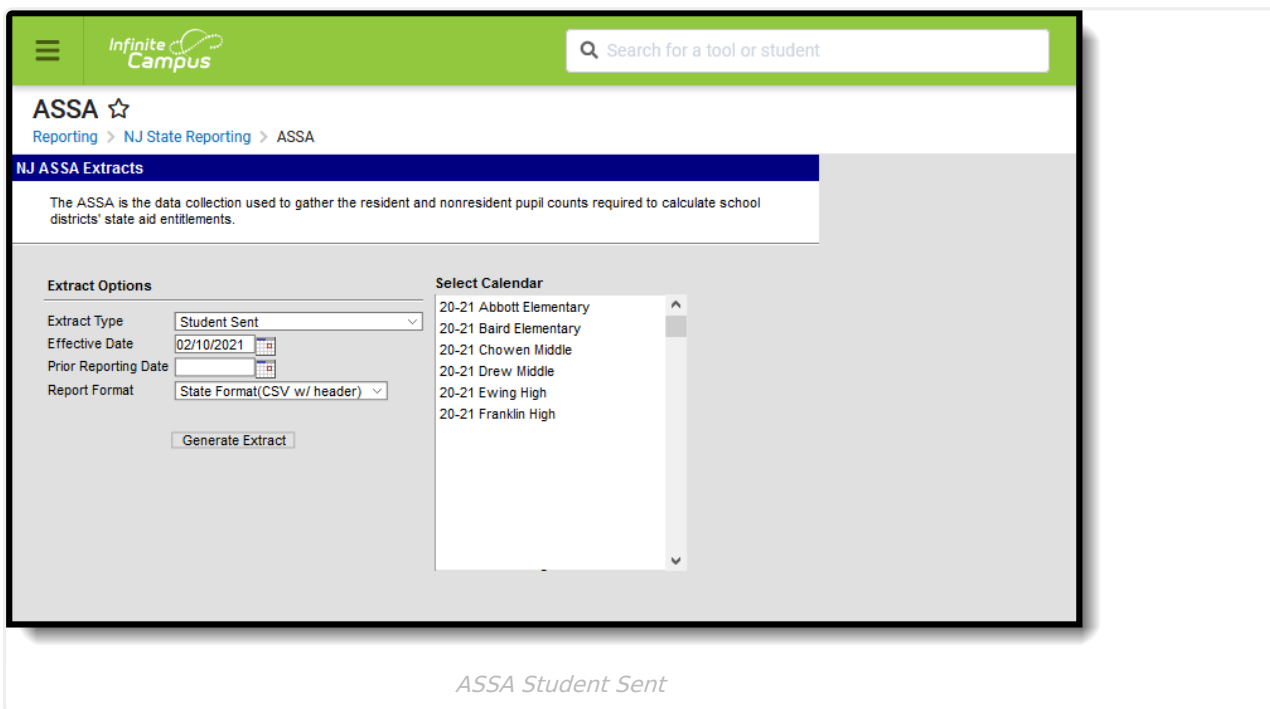 Infinite
Campus
Search for a tool or student
ASSA
Reporting > NJ State Reporting > ASSA
NJ ASSA Extracts
The ASSA is the data collection used to gather the resident and nonresident pupil counts required to calculate school
districts' state aid entitlements.
Extract Options
Extract Type Student Sent
Effective Date 02/10/2021
Prior Reporting Date
Report Format State Format(CSV w/ header)
Generate Extract
Select Calendar
20-21 Abbott Elementary
20-21 Baird Elementary
20-21 Chowen Middle
20-21 Drew Middle
20-21 Ewing High
20-21 Franklin High
ASSA Student Sent